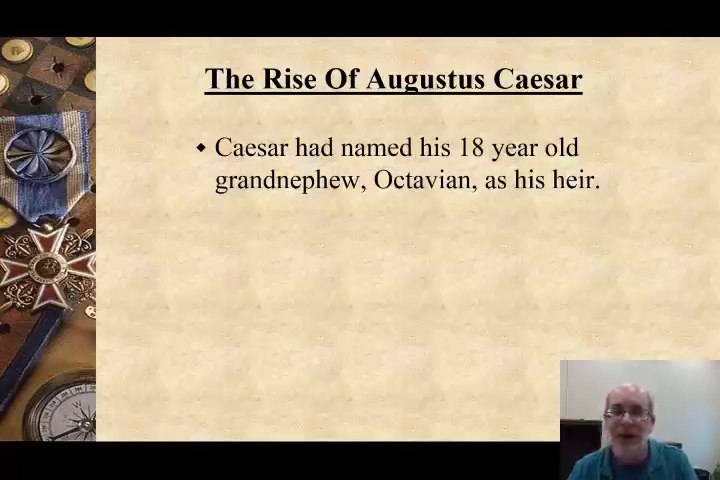 The Rise Of Augustus Caesar
Caesar had named his 18 year old
grandnephew, Octavian, as his heir.